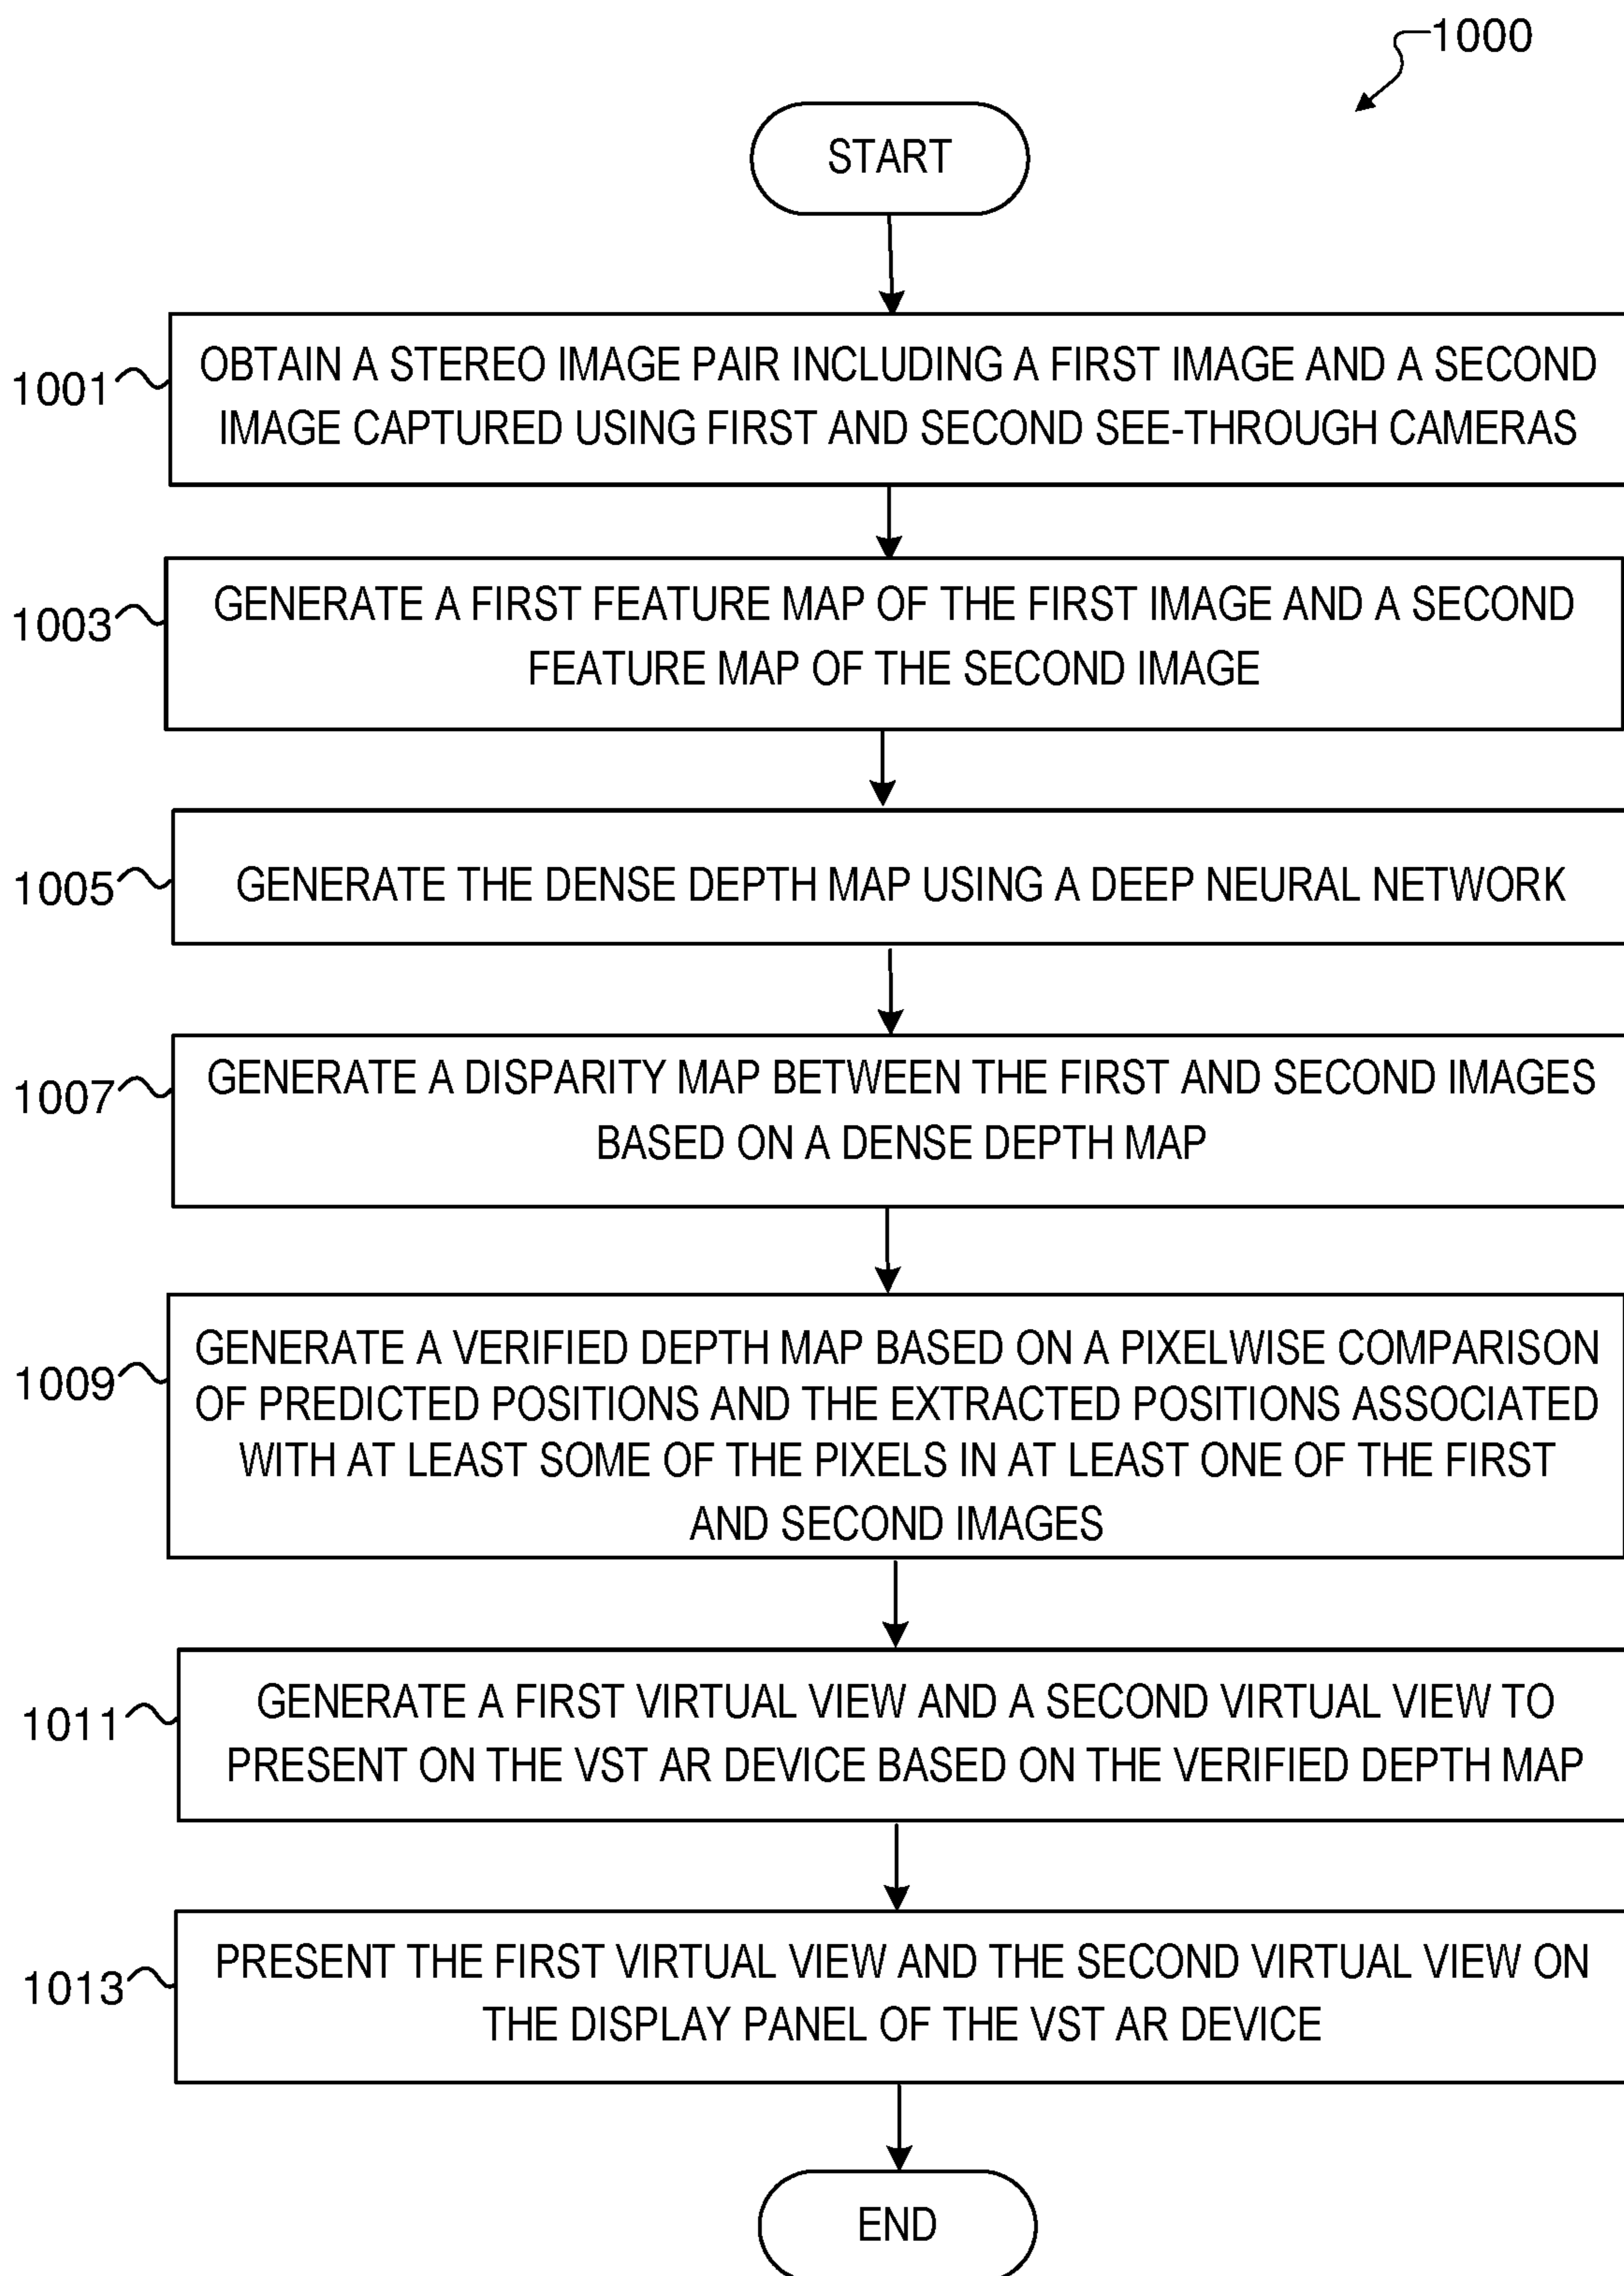 1000
START
1001
OBTAIN A STEREO IMAGE PAIR INCLUDING A FIRST IMAGE AND A SECOND
IMAGE CAPTURED USING FIRST AND SECOND SEE-THROUGH CAMERAS
1003
GENERATE A FIRST FEATURE MAP OF THE FIRST IMAGE AND A SECOND
FEATURE MAP OF THE SECOND IMAGE
1005
GENERATE THE DENSE DEPTH MAP USING A DEEP NEURAL NETWORK
1007
GENERATE A DISPARITY MAP BETWEEN THE FIRST AND SECOND IMAGES
BASED ON A DENSE DEPTH MAP
1009
GENERATE A VERIFIED DEPTH MAP BASED ON A PIXELWISE COMPARISON
OF PREDICTED POSITIONS AND THE EXTRACTED POSITIONS ASSOCIATED
WITH AT LEAST SOME OF THE PIXELS IN AT LEAST ONE OF THE FIRST
AND SECOND IMAGES
1011
GENERATE A FIRST VIRTUAL VIEW AND A SECOND VIRTUAL VIEW TO
PRESENT ON THE VST AR DEVICE BASED ON THE VERIFIED DEPTH MAP
1013
PRESENT THE FIRST VIRTUAL VIEW AND THE SECOND VIRTUAL VIEW ON
THE DISPLAY PANEL OF THE VST AR DEVICE
END